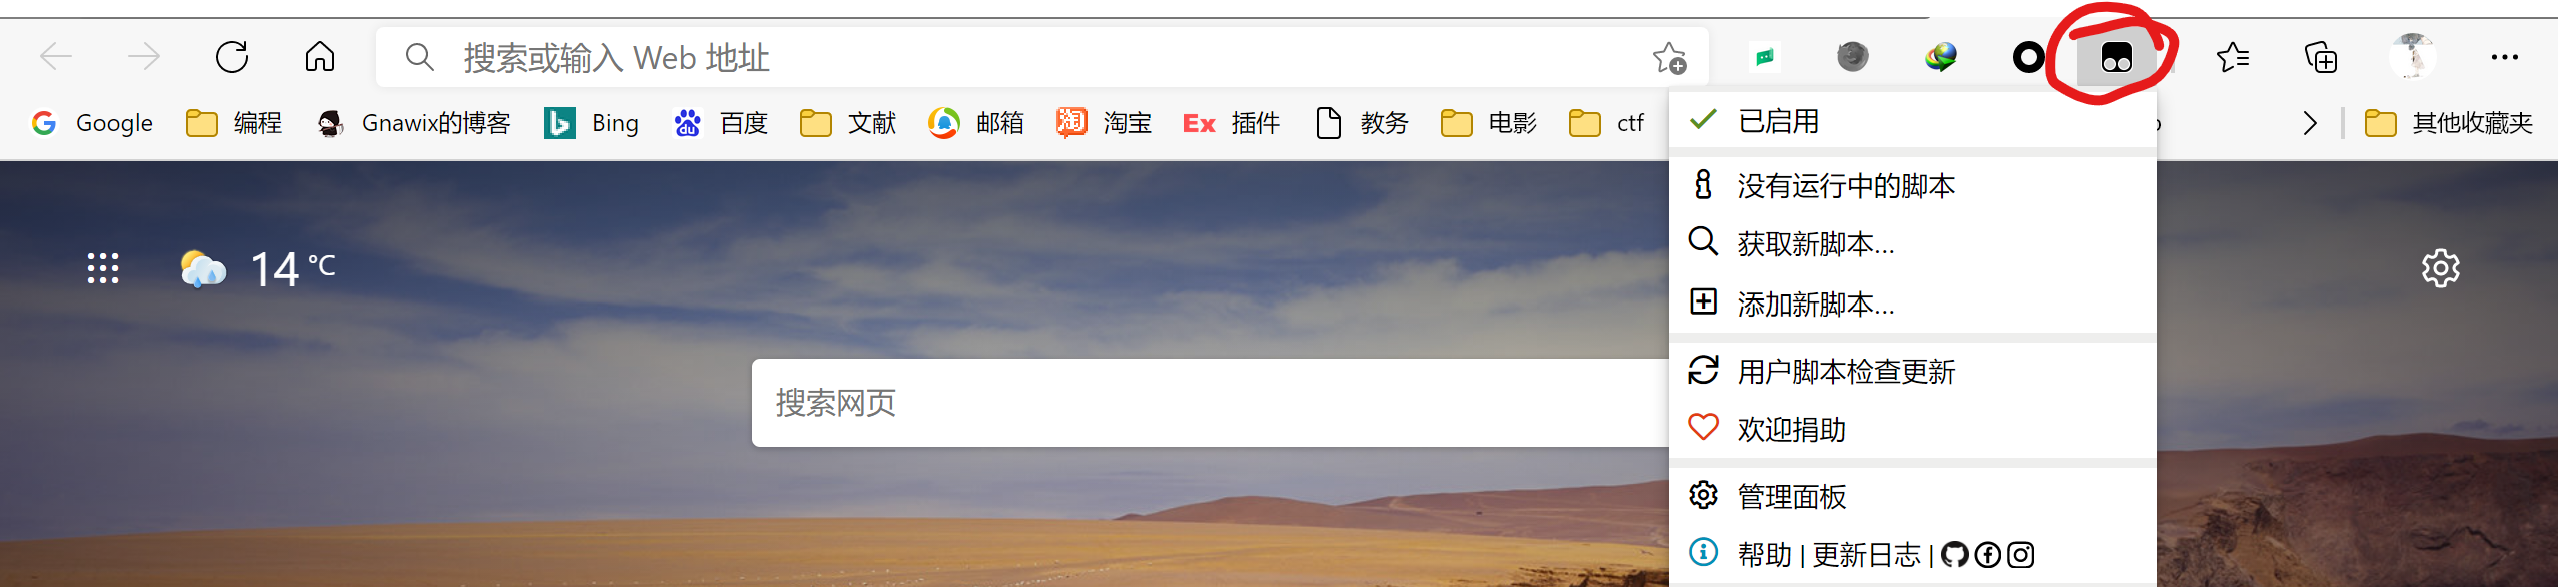 搜索或输入 Web 地址
Google 编程 Gnawix的博客 Bing 百度 文献 邮箱 淘宝 Ex 插件 教务 电影 ctf 其他收藏夹
已启用
没有运行中的脚本
获取新脚本...
14 °C
添加新脚本...
用户脚本检查更新
搜索网页
欢迎捐助
管理面板
帮助 | 更新日志 |